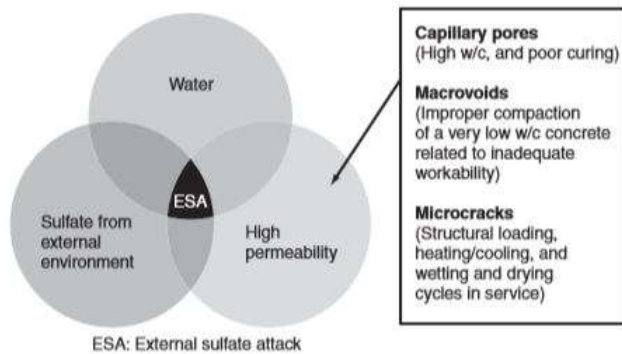 Water
ESA
Sulfate from
external
environment
High
permeability
ESA: External sulfate attack
Capillary pores
(High w/c, and poor curing)
Macrovoids
(Improper compaction
of a very low w/c concrete
related to inadequate
workability)
Microcracks
(Structural loading,
heating/cooling, and
wetting and drying
cycles in service)